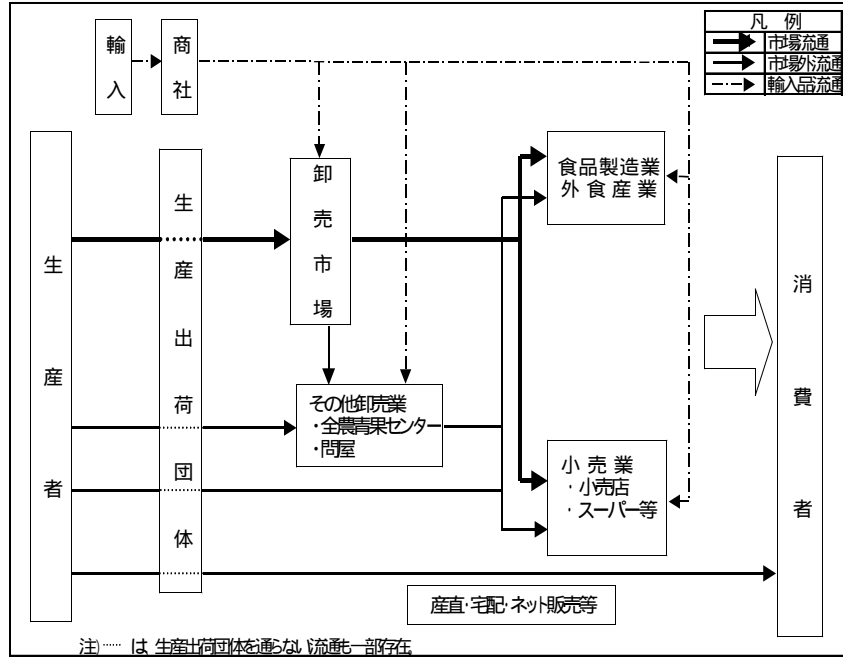 凡 例
市場流通
市場外流通
輸入品流通
輸入
商社
生産者
生産出荷団体
卸売市場
その他卸売業
・全農青果センター
・問屋
食品製造業
外食産業
小売業
・小売店
・スーパー等
消費者
産直・宅配・ネット販売等
注)…… は、生産出荷団体を通らない流通も一部存在。